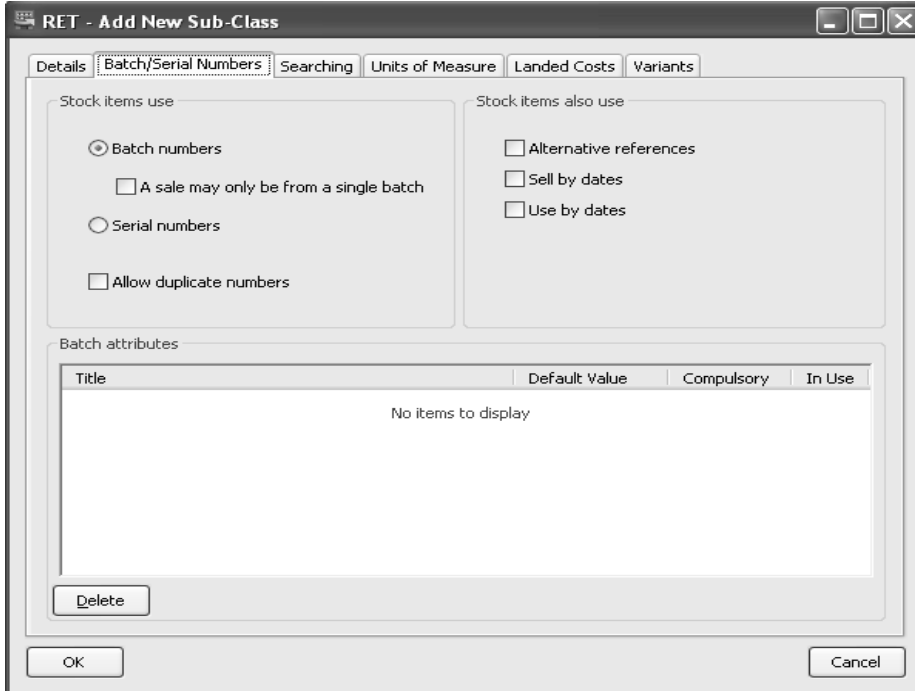 RET - Add New Sub-Class
Details Batch/Serial Numbers Searching Units of Measure Landed Costs Variants
Stock items use
Batch numbers
A sale may only be from a single batch
Serial numbers
Allow duplicate numbers
Stock items also use
Alternative references
Sell by dates
Use by dates
Batch attributes
Title Default Value Compulsory In Use
No items to display
Delete
OK Cancel